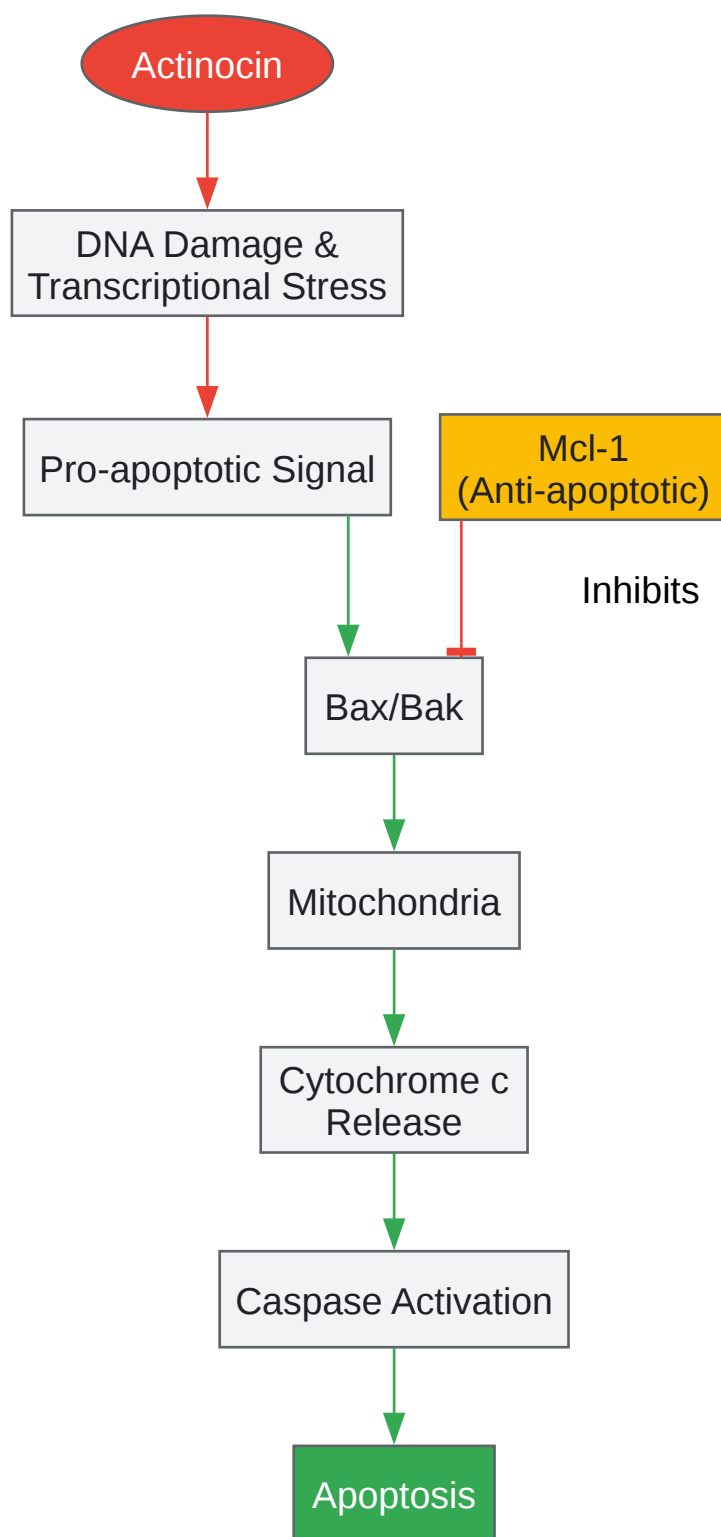 Actinocin
DNA Damage &
Transcriptional Stress
Pro-apoptotic Signal
Mcl-1
(Anti-apoptotic)
Inhibits
Bax/Bak
Mitochondria
Cytochrome c
Release
Caspase Activation
Apoptosis